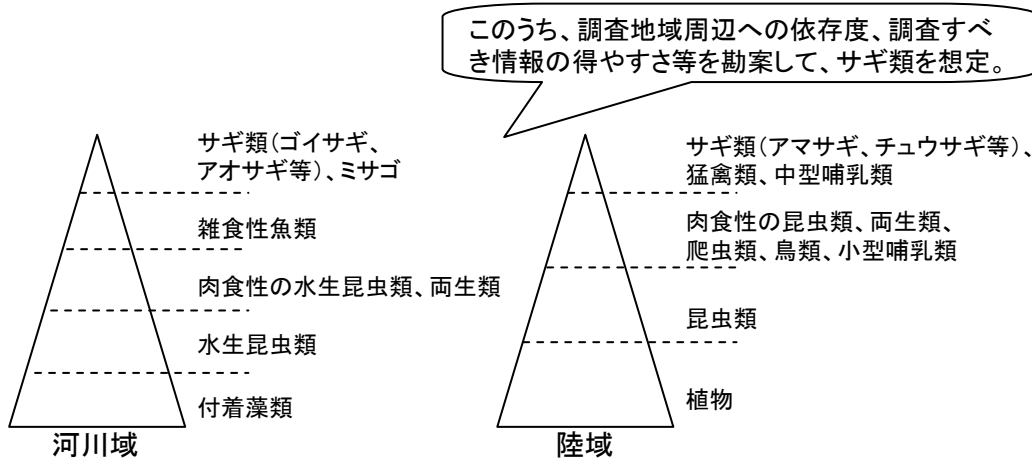 このうち、調査地域周辺への依存度、調査すべ
き情報の得やすさ等を勘案して、サギ類を想定。
サギ類(ゴイサギ、
アオサギ等)、ミサゴ
雑食性魚類
肉食性の水生昆虫類、両生類
水生昆虫類
付着藻類
河川域
サギ類(アマサギ、チュウサギ等)、
猛禽類、中型哺乳類
肉食性の昆虫類、両生類、
爬虫類、鳥類、小型哺乳類
昆虫類
植物
陸域